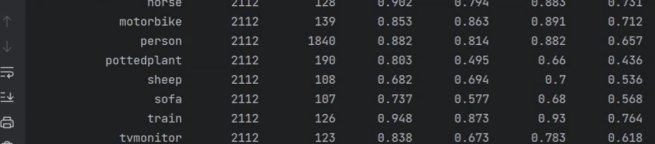 horse 2112 128 0.902 0.794 0.883 0.731
motorbike 2112 139 0.853 0.863 0.891 0.712
person 2112 1840 0.882 0.814 0.882 0.657
pottedplant 2112 190 0.803 0.495 0.66 0.436
sheep 2112 108 0.682 0.694 0.7 0.536
sofa 2112 107 0.737 0.577 0.68 0.568
train 2112 126 0.948 0.873 0.93 0.764
tvmonitor 2112 123 0.838 0.673 0.783 0.618